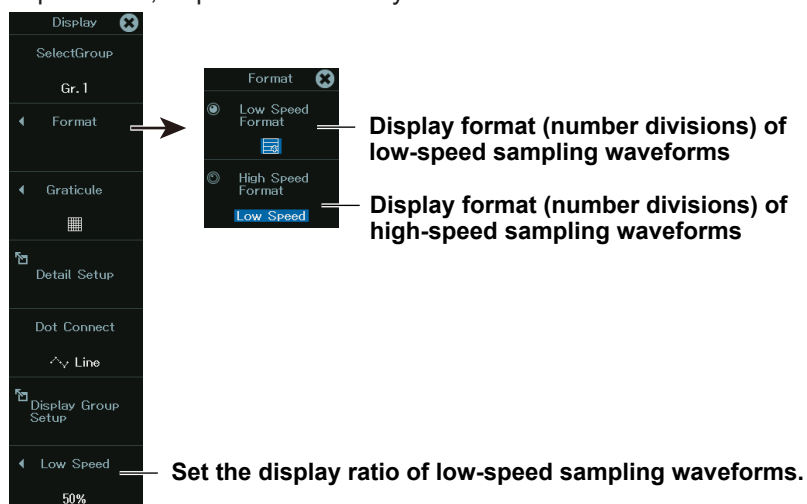 Display
SelectGroup
Gr. 1
Format
Graticule
Detail Setup
Dot Connect
Line
Display Group
Setup
Low Speed
50%
Format
Low Speed
Format
High Speed
Format
Low Speed
Display format (number divisions) of
low-speed sampling waveforms
Display format (number divisions) of
high-speed sampling waveforms
Set the display ratio of low-speed sampling waveforms.